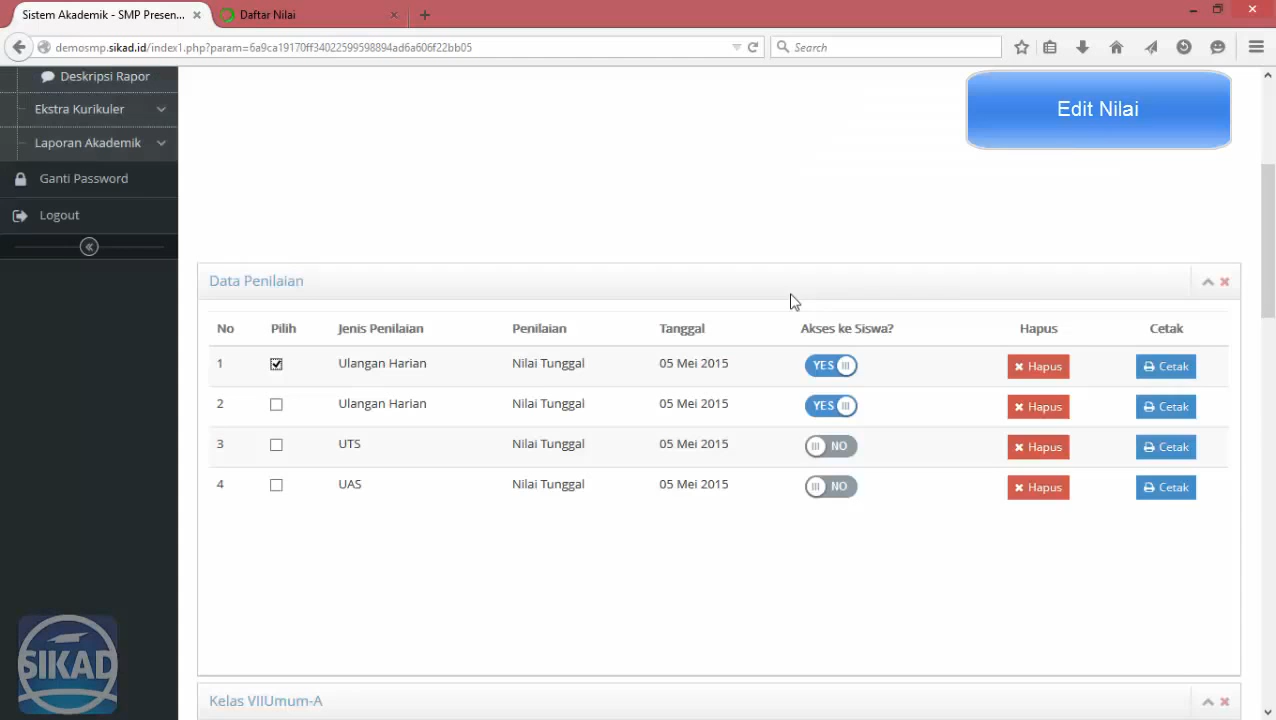 Sistem Akademik - SMP Presen...
Daftar Nilai
demosmp.sikad.id/index1.php?param=6a9ca19170ff34022599598894ad6a606f22bb05
Search
Deskripsi Rapor
Edit Nilai
Ekstra Kurikuler
Laporan Akademik
Ganti Password
Logout
Data Penilaian
No Pilih Jenis Penilaian Penilaian Tanggal Akses ke Siswa? Hapus Cetak
1 Ulangan Harian Nilai Tunggal 05 Mei 2015 YES Hapus Cetak
2 Ulangan Harian Nilai Tunggal 05 Mei 2015 YES Hapus Cetak
3 UTS Nilai Tunggal 05 Mei 2015 NO Hapus Cetak
4 UAS Nilai Tunggal 05 Mei 2015 NO Hapus Cetak
SIKAD
Kelas VIIUmum-A